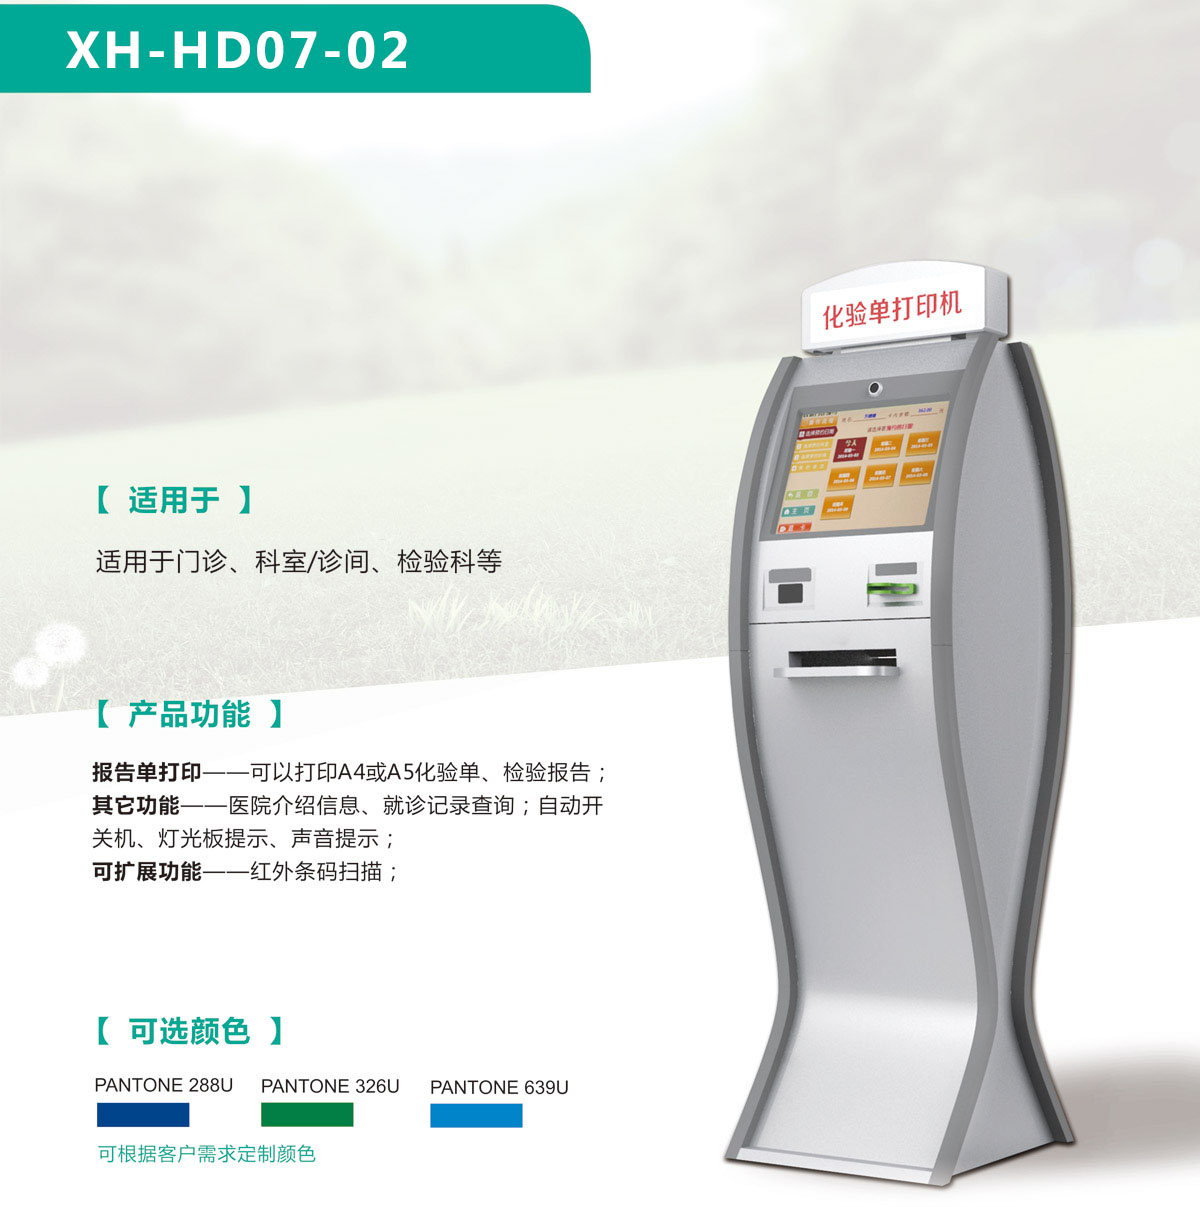 XH-HD07-02
化验单打印机
【 适用于 】
适用于门诊、科室/诊间、检验科等
【 产品功能 】
报告单打印——可以打印A4或A5化验单、检验报告；
其它功能——医院介绍信息、就诊记录查询；自动开
关机、灯光板提示、声音提示；
可扩展功能——红外条码扫描；
【 可选颜色 】
PANTONE 288U PANTONE 326U PANTONE 639U
可根据客户需求定制颜色